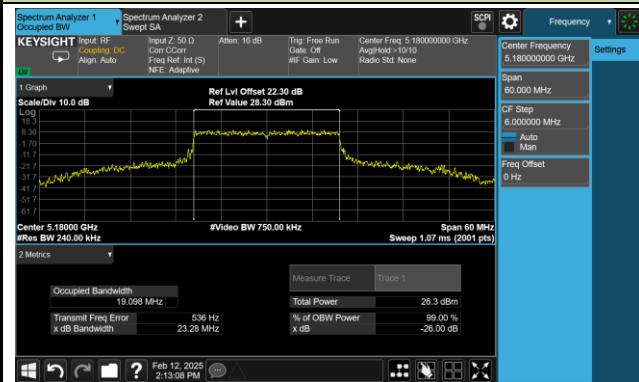 Spectrum Analyzer 1
Occupied BW
Spectrum Analyzer 2
Swept SA
SCPI
Frequency
KEYSIGHT
Input: RF
Coupling: DC
Align: Auto
Input Z: 50 Ω
Corr CCorr
Freq Ref: Int (S)
NFE: Adaptive
Atten: 16 dB
Trig: Free Run
Gate: Off
#IF Gain: Low
Center Freq: 5.180000000 GHz
Avg|Hold:>10/10
Radio Std: None
Center Frequency
5.180000000 GHz
Settings
Span
60.000 MHz
CF Step
6.000000 MHz
Auto
Man
Freq Offset
0 Hz
1 Graph
Scale/Div 10.0 dB
Ref Lvl Offset 22.30 dB
Ref Value 28.30 dBm
Log
18.3
8.30
-1.70
-11.7
-21.7
-31.7
-41.7
-51.7
-61.7
Center 5.18000 GHz
#Res BW 240.00 kHz
#Video BW 750.00 kHz
Span 60 MHz
Sweep 1.07 ms (2001 pts)
2 Metrics
Measure Trace Trace 1
Occupied Bandwidth
19.098 MHz
Total Power 26.3 dBm
Transmit Freq Error 536 Hz
% of OBW Power 99.00 %
x dB Bandwidth 23.28 MHz
x dB -26.00 dB
Feb 12, 2025
2:13:08 PM